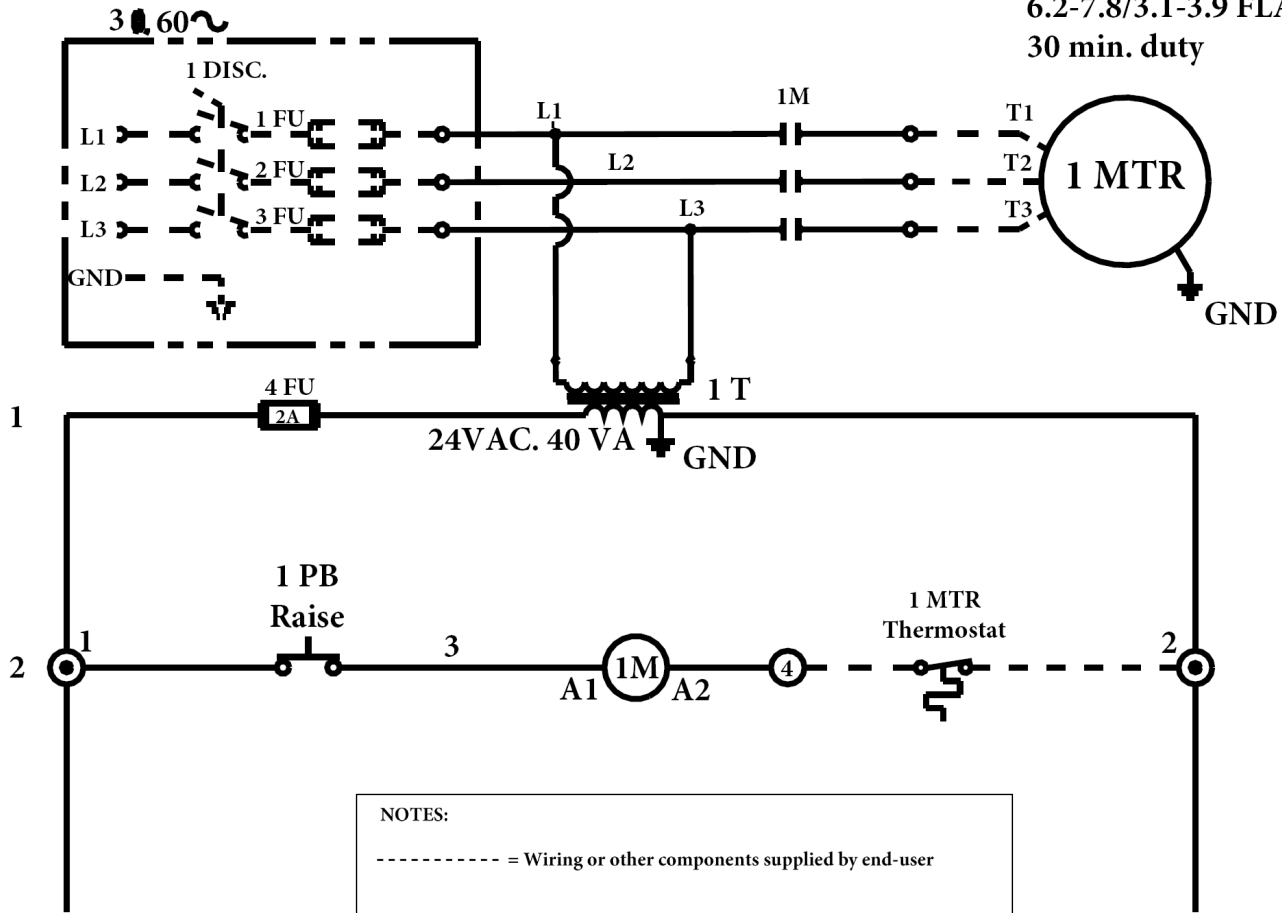 3 Ø, 60
6.2-7.8/3.1-3.9 FLA
30 min. duty
1 DISC.
L1
1 FU
L1
1M
T1
L2
2 FU
L2
T2
1 MTR
L3
3 FU
L3
T3
GND
GND
4 FU
2A
1 T
1
24VAC. 40 VA
GND
1 PB
Raise
1 MTR
Thermostat
2
1
3
1M
A1
A2
4
2
NOTES:
----------- = Wiring or other components supplied by end-user